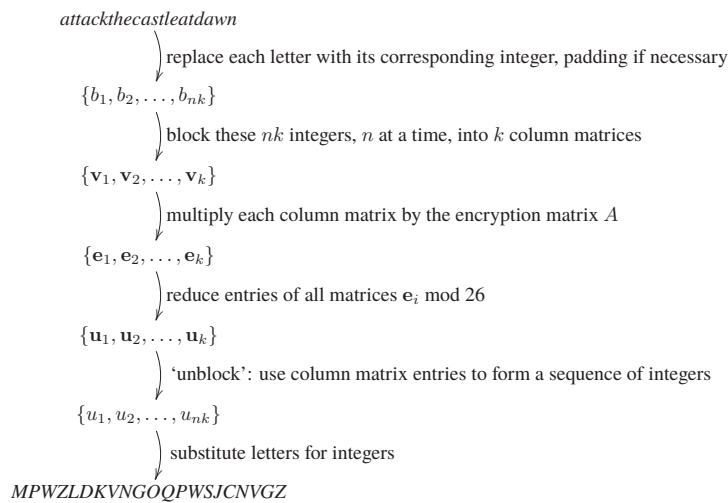 attackthecastleatdawn
replace each letter with its corresponding integer, padding if necessary
{b₁, b₂, . . . , bₙₖ}
block these nk integers, n at a time, into k column matrices
{v₁, v₂, . . . , vₖ}
multiply each column matrix by the encryption matrix A
{e₁, e₂, . . . , eₖ}
reduce entries of all matrices eᵢ mod 26
{u₁, u₂, . . . , uₖ}
‘unblock’: use column matrix entries to form a sequence of integers
{u₁, u₂, . . . , uₙₖ}
substitute letters for integers
MPWZLDKVNGOQPWSJCNVGZ